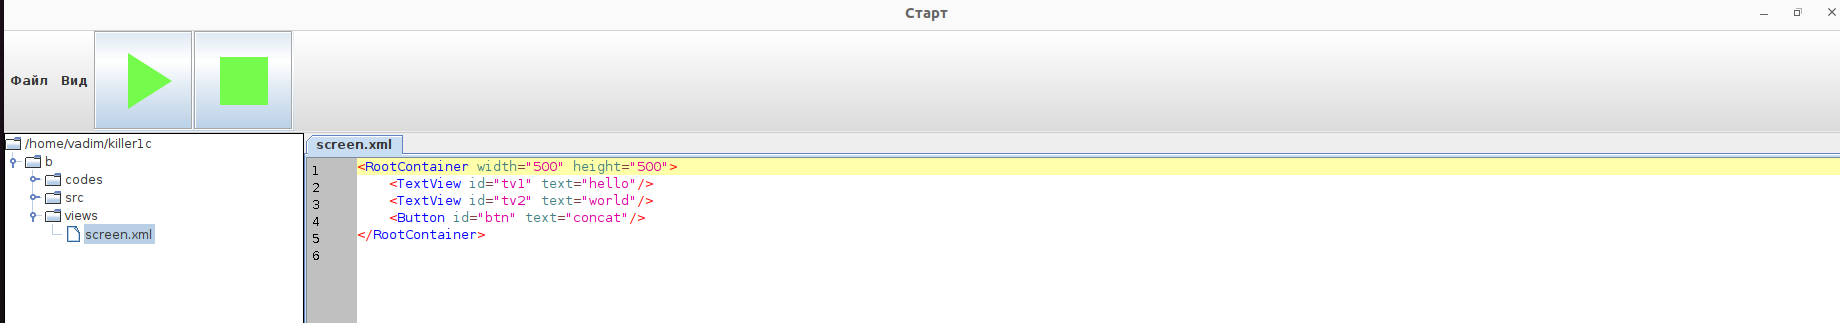 Старт
Файл Вид
/home/vadim/killer1c
b
codes
src
views
screen.xml
screen.xml
1 <RootContainer width="500" height="500">
2 <TextView id="tv1" text="hello"/>
3 <TextView id="tv2" text="world"/>
4 <Button id="btn" text="concat"/>
5 </RootContainer>
6